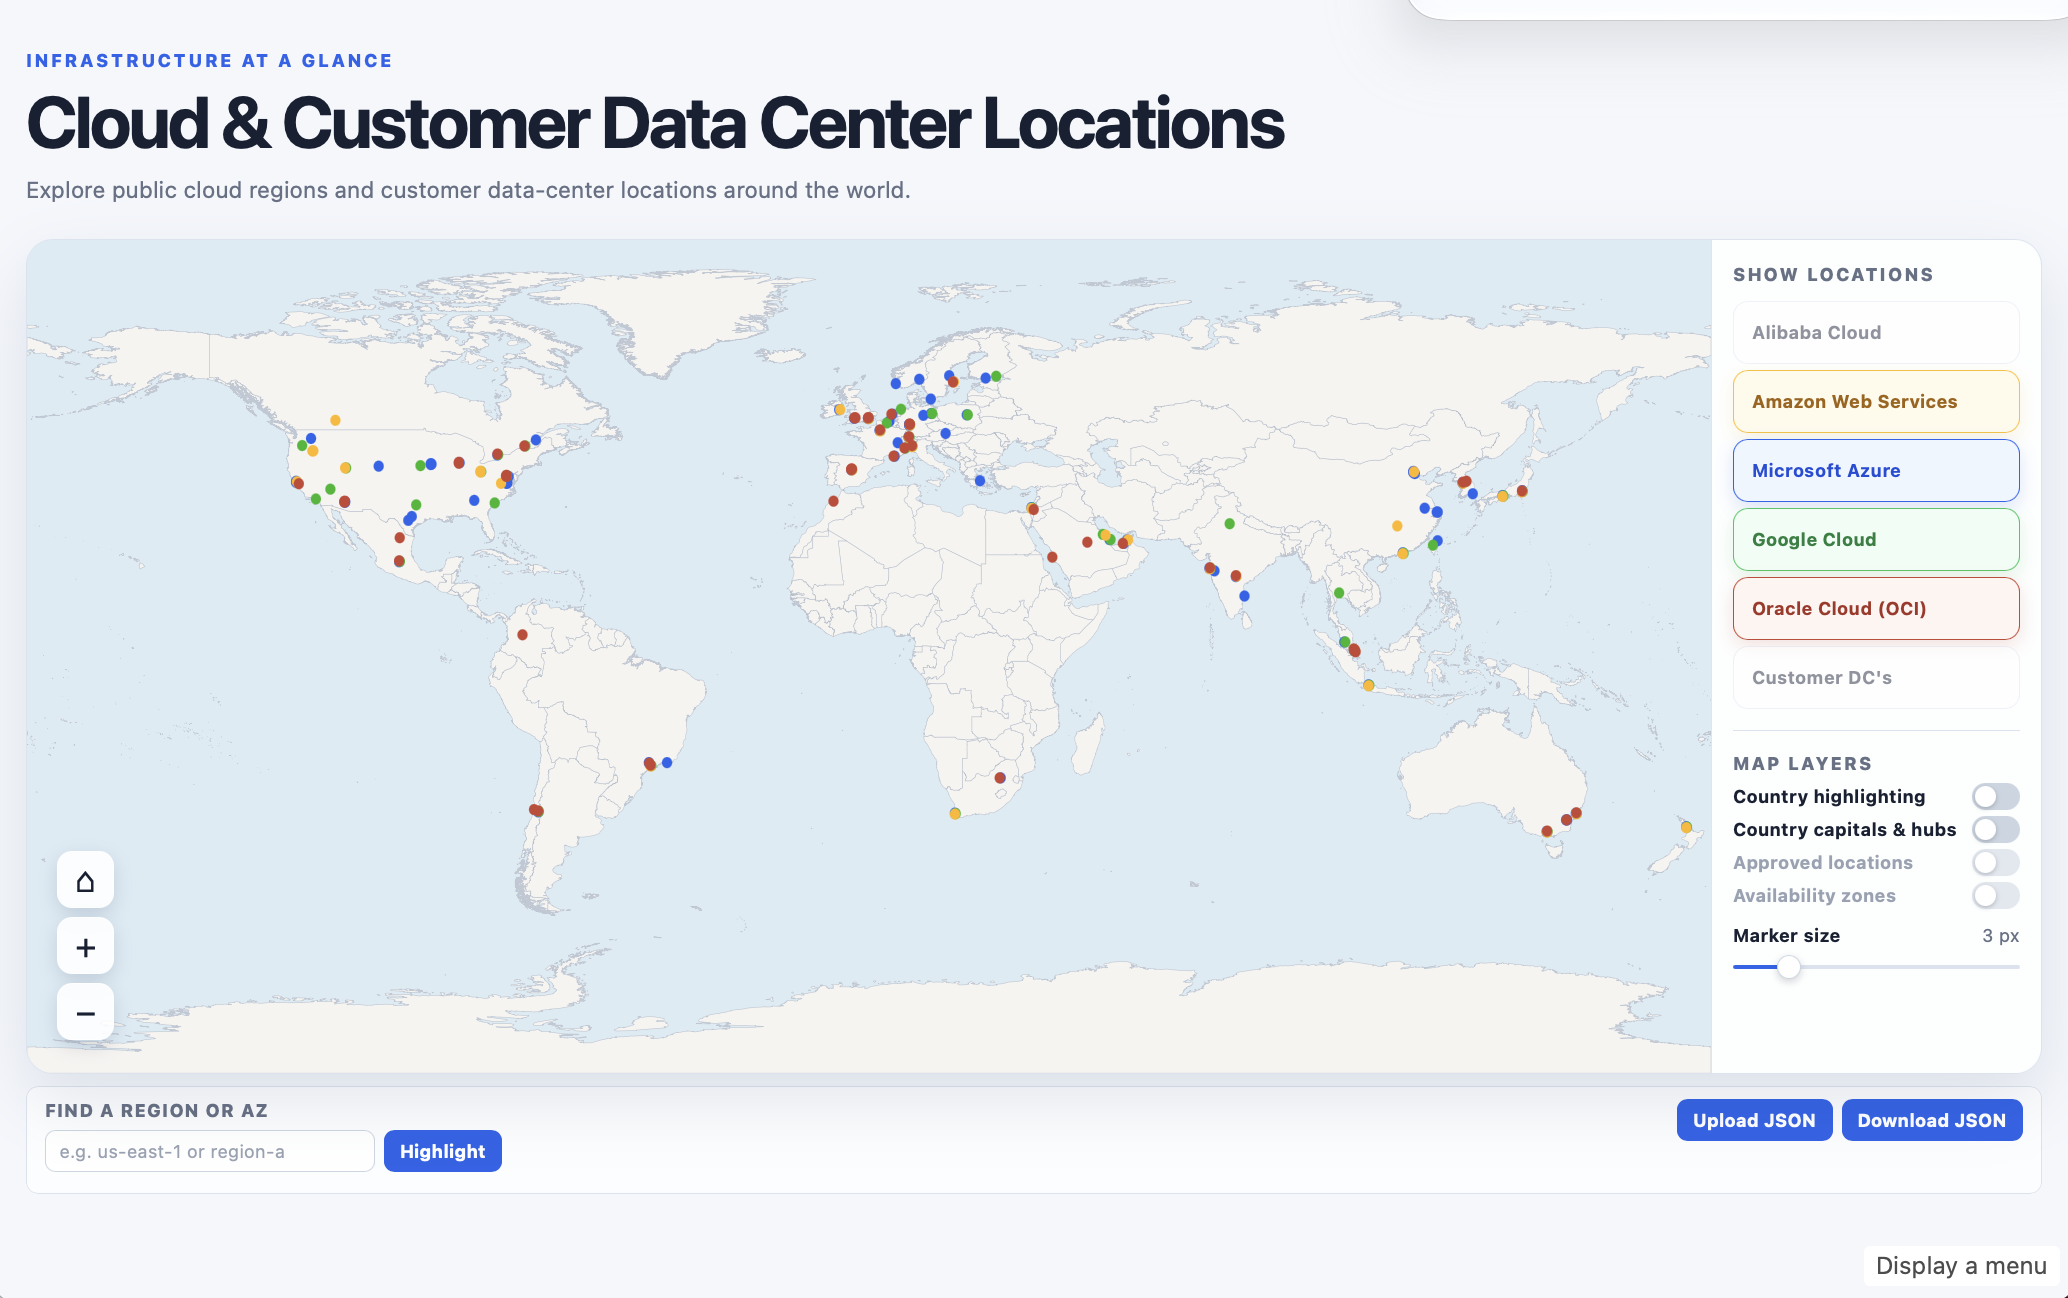 INFRASTRUCTURE AT A GLANCE
Cloud & Customer Data Center Locations
Explore public cloud regions and customer data-center locations around the world.
SHOW LOCATIONS
Alibaba Cloud
Amazon Web Services
Microsoft Azure
Google Cloud
Oracle Cloud (OCI)
Customer DC's
MAP LAYERS
Country highlighting
Country capitals & hubs
Approved locations
Availability zones
Marker size 3 px
FIND A REGION OR AZ
e.g. us-east-1 or region-a
Highlight
Upload JSON
Download JSON
Display a menu